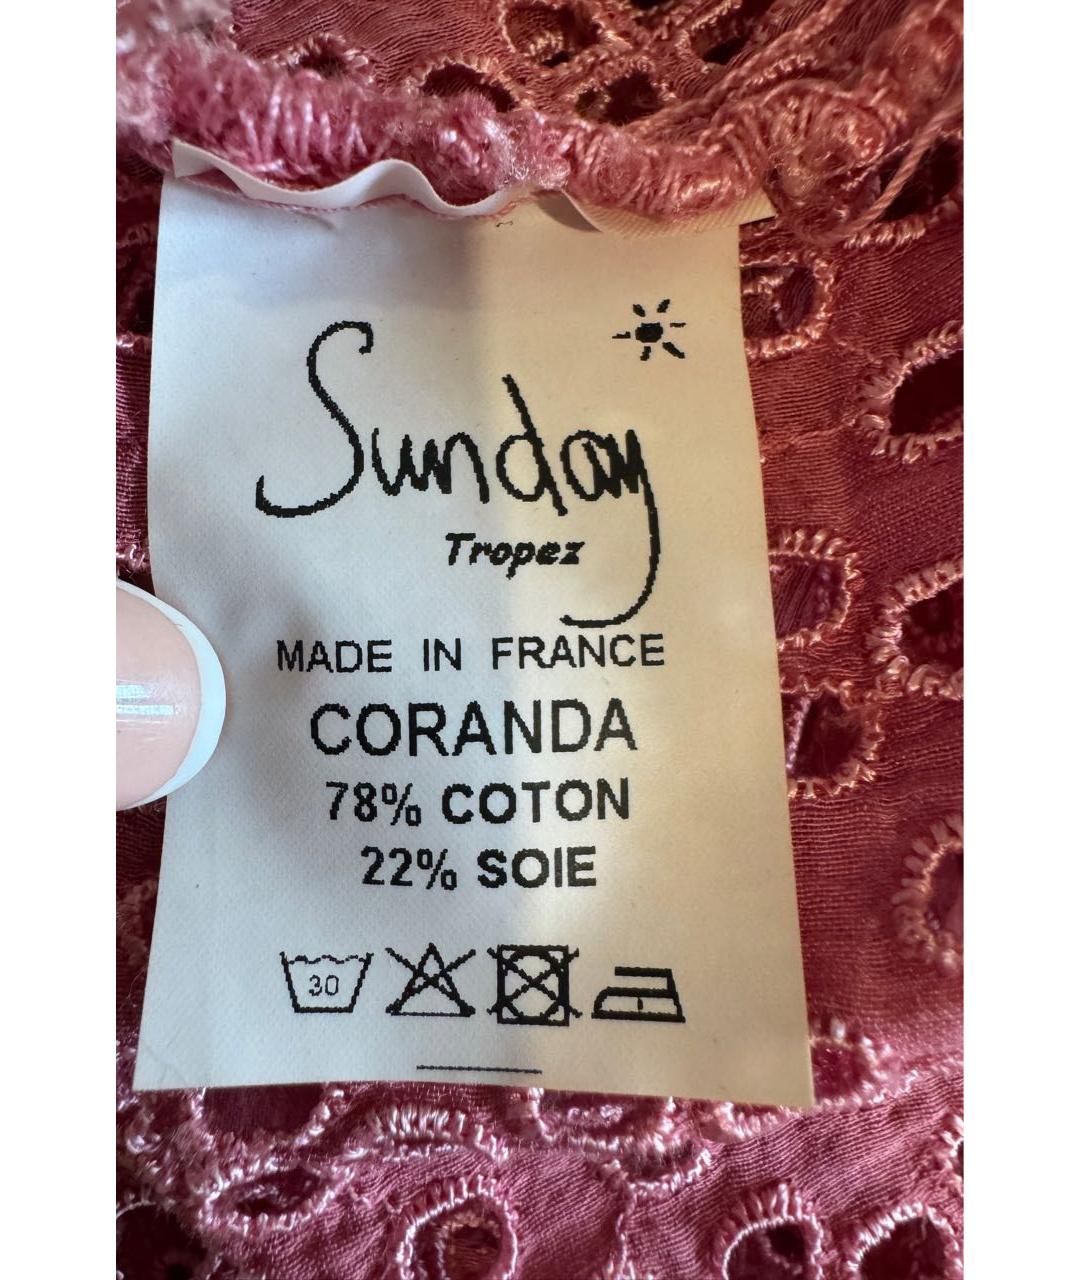 Sunday
Tropez
MADE IN FRANCE
CORANDA
78% COTON
22% SOIE
30